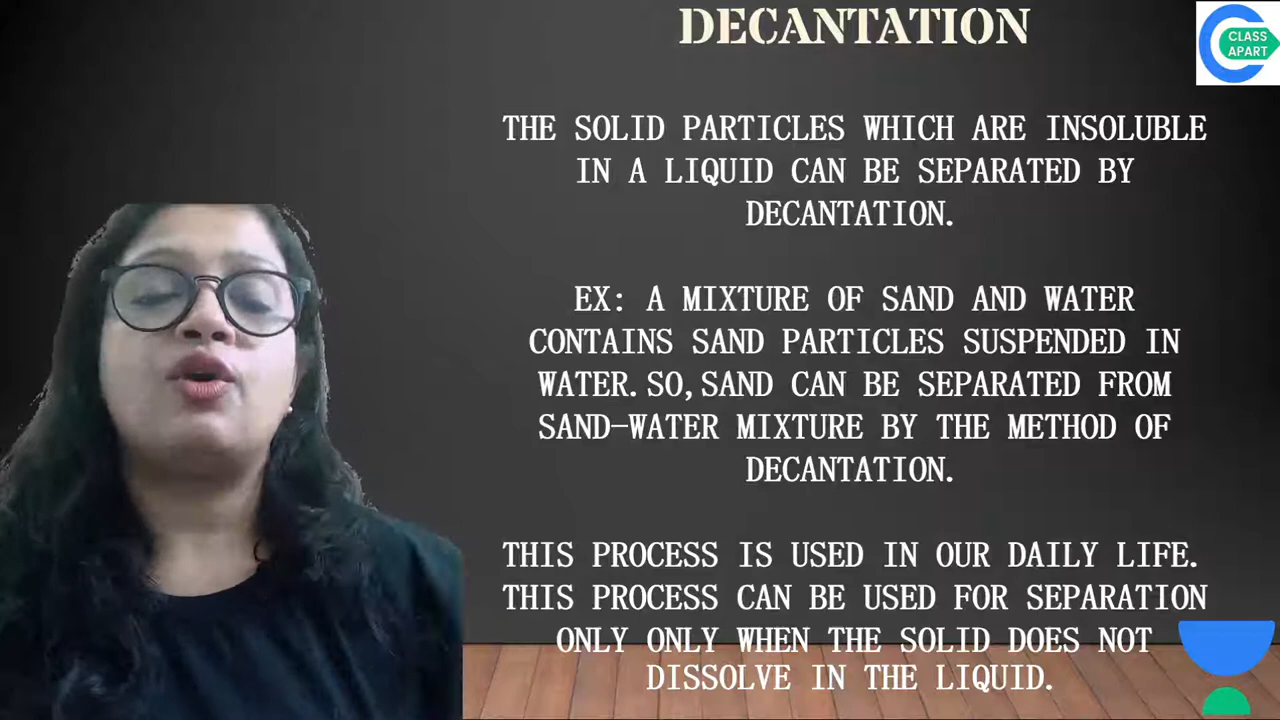 DECANTATION
CLASS
APART
THE SOLID PARTICLES WHICH ARE INSOLUBLE
IN A LIQUID CAN BE SEPARATED BY
DECANTATION.
EX: A MIXTURE OF SAND AND WATER
CONTAINS SAND PARTICLES SUSPENDED IN
WATER.SO,SAND CAN BE SEPARATED FROM
SAND-WATER MIXTURE BY THE METHOD OF
DECANTATION.
THIS PROCESS IS USED IN OUR DAILY LIFE.
THIS PROCESS CAN BE USED FOR SEPARATION
ONLY ONLY WHEN THE SOLID DOES NOT
DISSOLVE IN THE LIQUID.